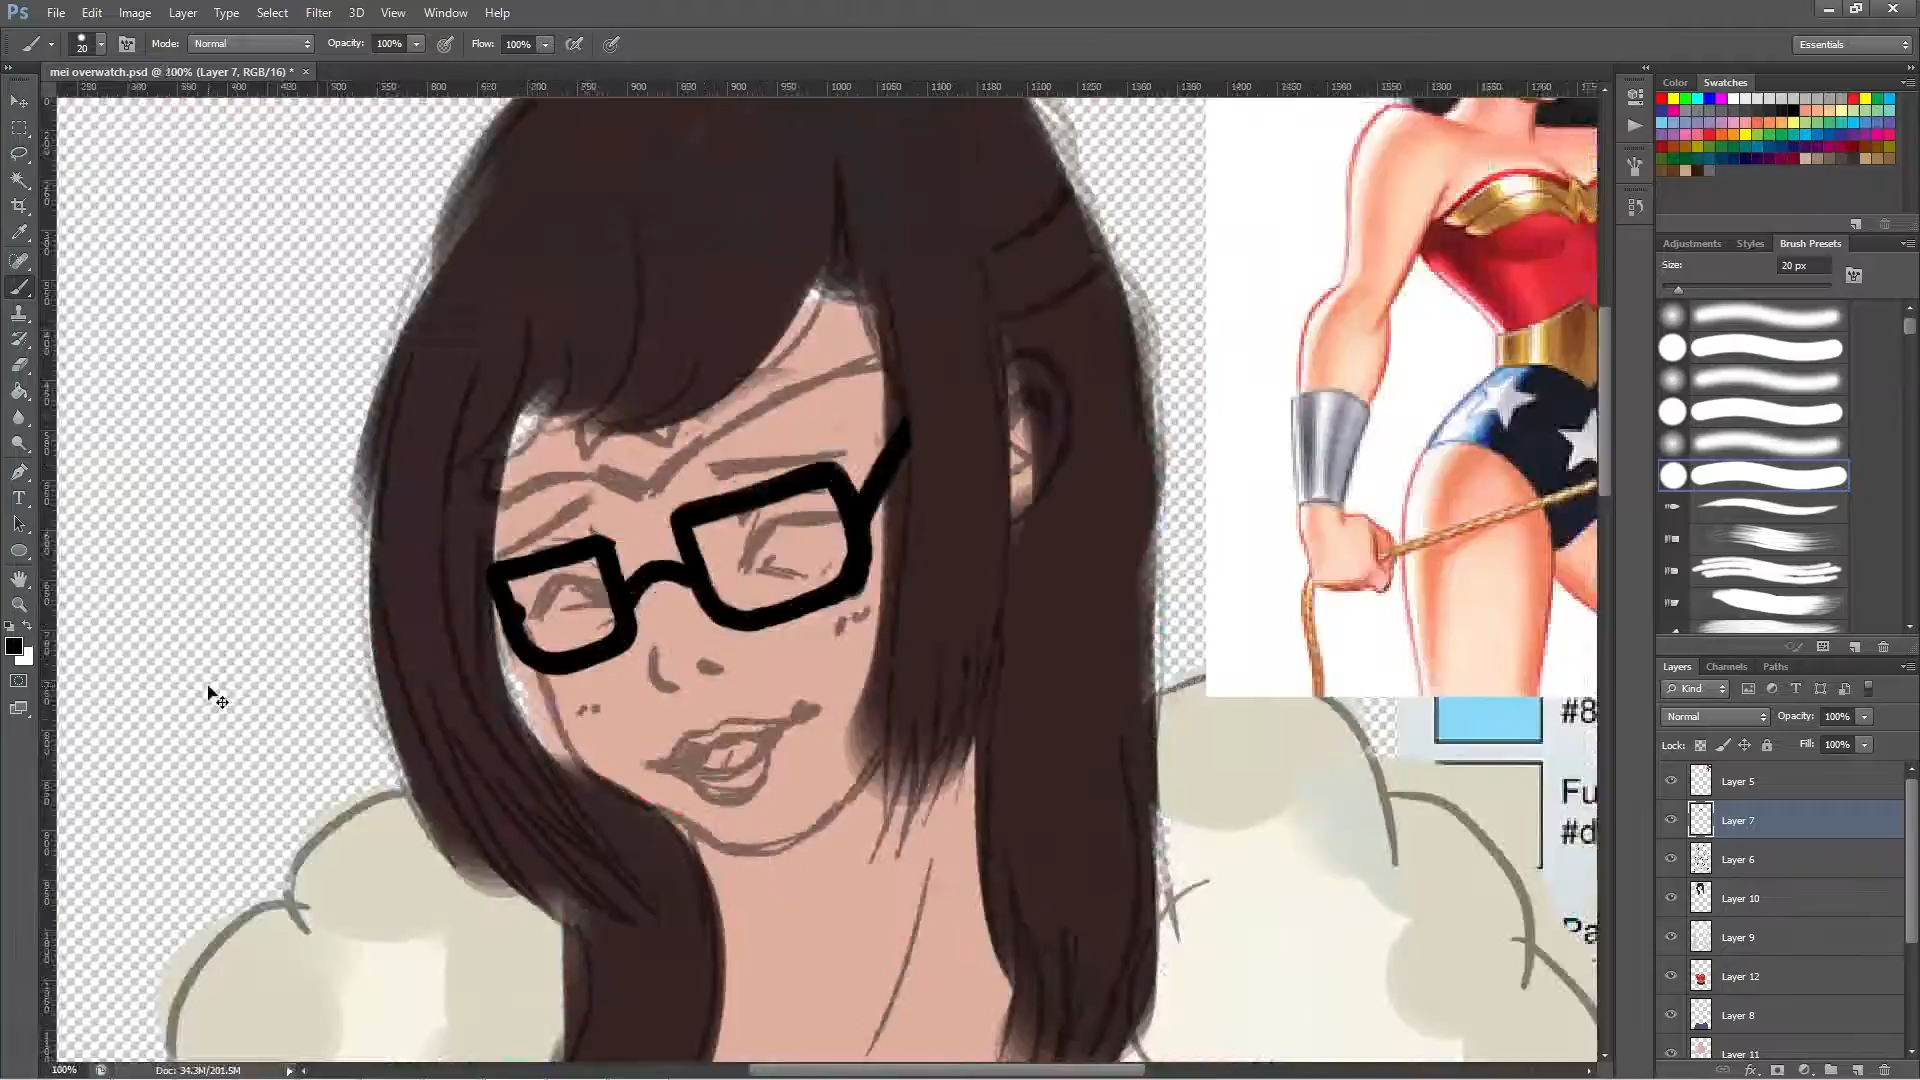 Ps File Edit Image Layer Type Select Filter 3D View Window Help
20 Mode: Normal Opacity: 100% Flow: 100% Essentials
mei overwatch.psd @ 100% (Layer 7, RGB/16) * ×
Color Swatches
Adjustments Styles Brush Presets
Size: 20 px
Layers Channels Paths
Kind
Normal Opacity: 100%
Lock: Fill: 100%
Layer 5
Layer 7
Layer 6
Layer 10
Layer 9
Layer 12
Layer 8
Layer 11
#8
Fu
#d
Pa
100% Doc: 34.3M/201.5M